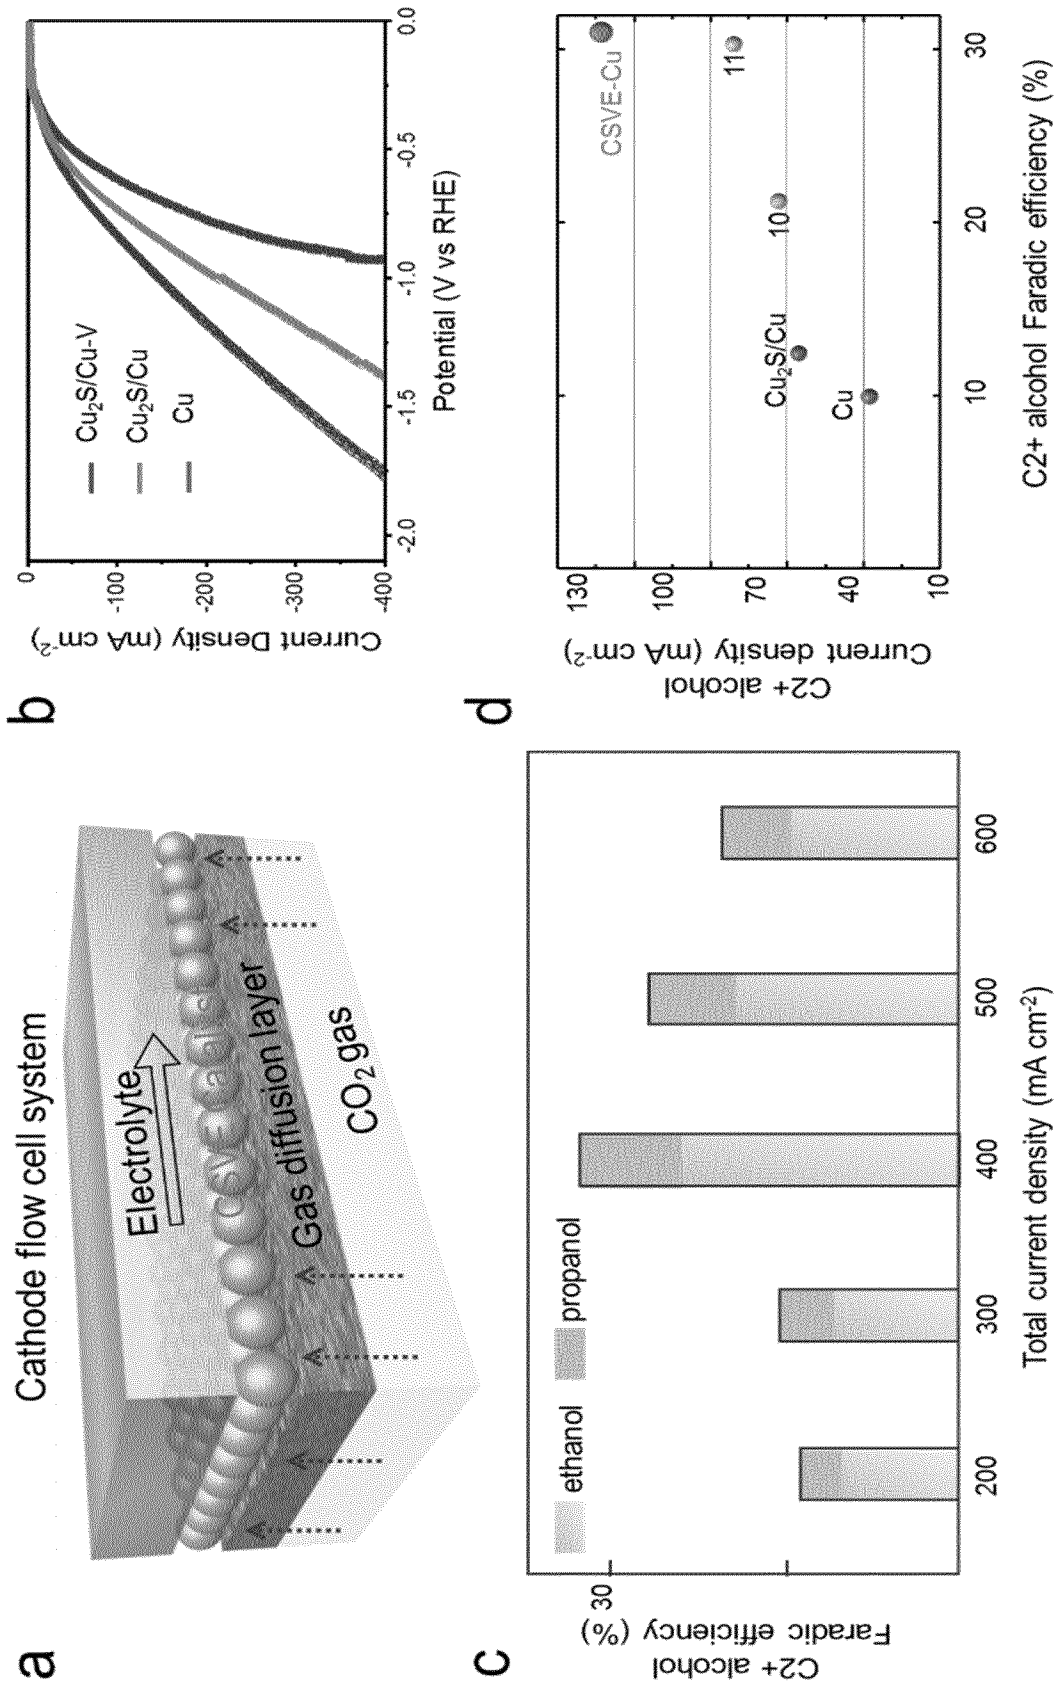 a
Cathode flow cell system
Electrolyte
CSVE-catalyst
Gas diffusion layer
CO₂ gas
b
Current Density (mA cm⁻²)
0
-100
-200
-300
-400
Cu₂S/Cu-V
Cu₂S/Cu
Cu
-2.0
-1.5
-1.0
-0.5
0.0
Potential (V vs RHE)
c
C2+ alcohol
Faradic efficiency (%)
30
ethanol
propanol
200
300
400
500
600
Total current density (mA cm⁻²)
d
C2+ alcohol
Current density (mA cm⁻²)
130
100
70
40
10
CSVE-Cu
11
10
Cu₂S/Cu
Cu
10
20
30
C2+ alcohol Faradic efficiency (%)